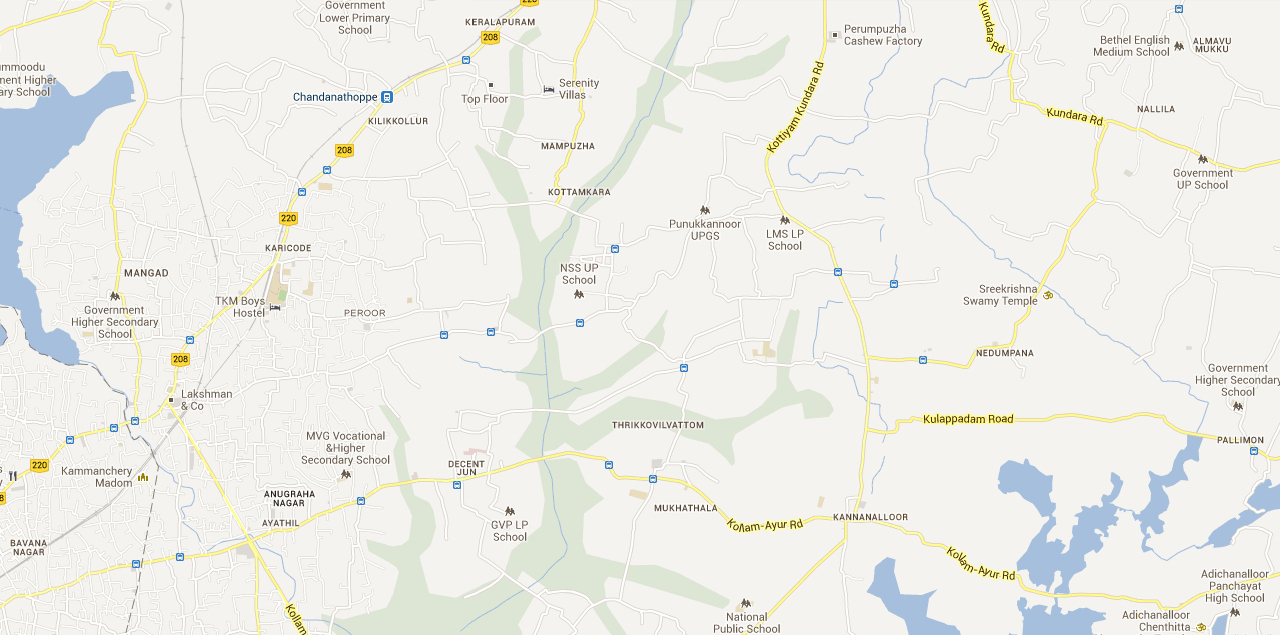 Government
Lower Primary
School
KERALAPURAM
220
208
Kundara Rd
Perumpuzha
Cashew Factory
Bethel English
Medium School
ALMAVU
MUKKU
Chandanathoppe
Top Floor
Serenity
Villas
Kottiyam Kundara Rd
NALLILA
Kundara Rd
KILIKKOLLUR
208
MAMPUZHA
Government
UP School
KOTTAMKARA
220
Punukkannoor
UPGS
LMS LP
School
KARICODE
MANGAD
NSS UP
School
Sreekrishna
Swamy Temple
TKM Boys
Hostel
Government
Higher Secondary
School
PEROOR
208
NEDUMPANA
Government
Higher Secondary
School
Lakshman
& Co
Kulappadam Road
THRIKKOVILVATTOM
PALLIMON
MVG Vocational
&Higher
Secondary School
220
Kammanchery
Madom
DECENT
JUN
ANUGRAHA
NAGAR
MUKHATHALA
KANNANALLOOR
AYATHIL
GVP LP
School
Kollam-Ayur Rd
BAVANA
NAGAR
Kollam-Ayur Rd
Adichanalloor
Panchayat
High School
National
Public School
Adichanalloor
Chenthitta
Kollam